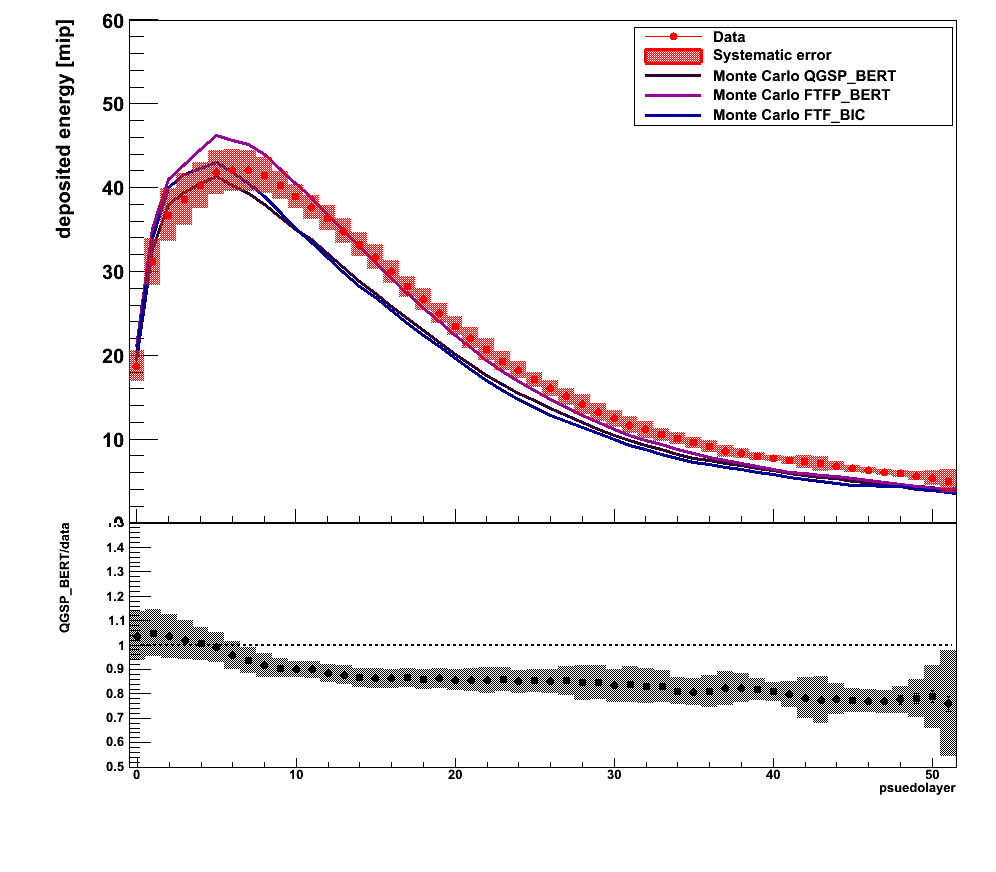 deposited energy [mip]
60
50
40
30
20
10
0
Data
Systematic error
Monte Carlo QGSP_BERT
Monte Carlo FTFP_BERT
Monte Carlo FTF_BIC
QGSP_BERT/data
1.4
1.3
1.2
1.1
1
0.9
0.8
0.7
0.6
0.5
0 10 20 30 40 50
psuedolayer